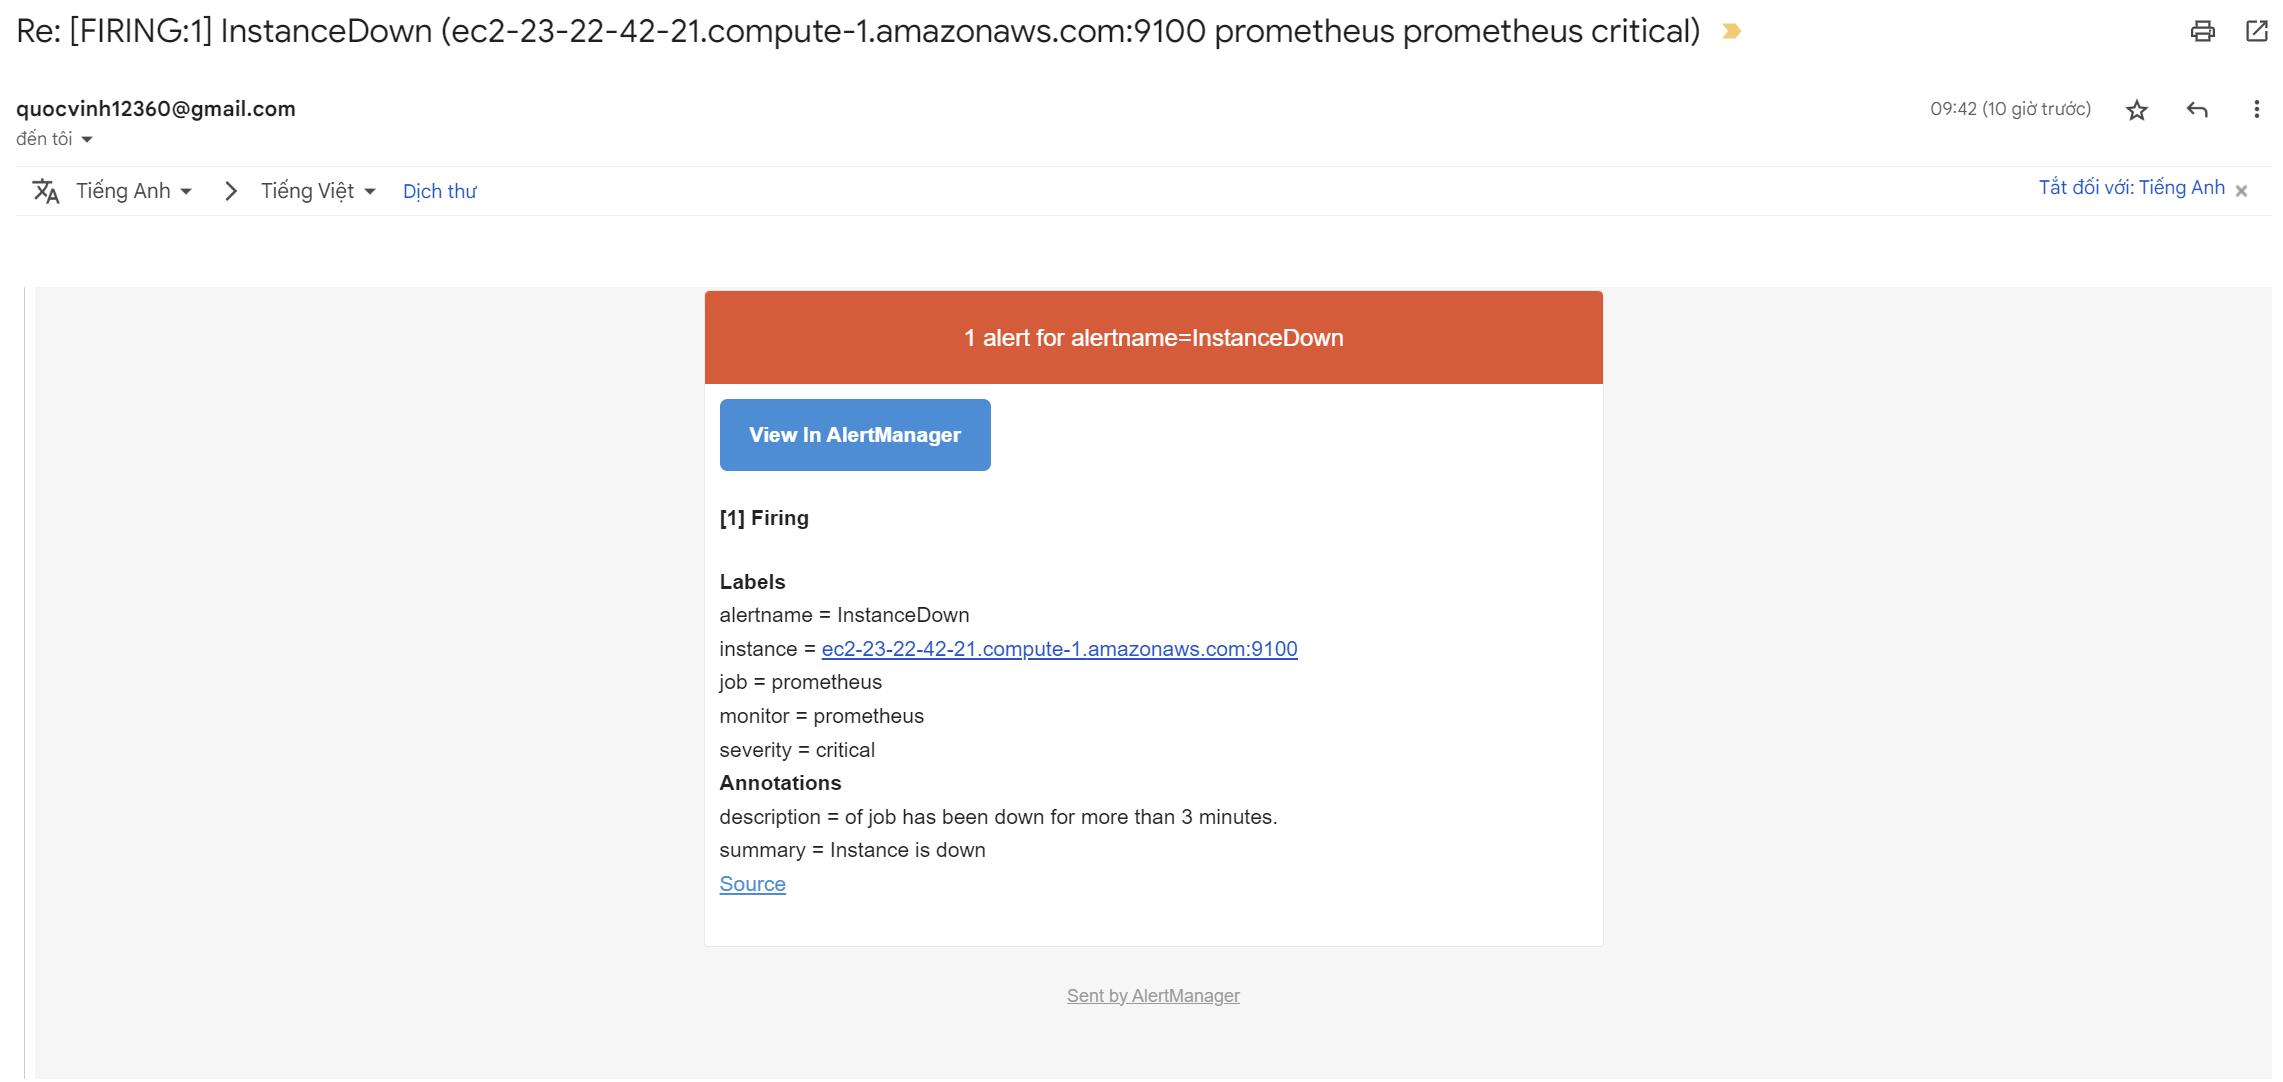 Re: [FIRING:1] InstanceDown (ec2-23-22-42-21.compute-1.amazonaws.com:9100 prometheus prometheus critical)
quocvinh12360@gmail.com
09:42 (10 giờ trước)
đến tôi
Tiếng Anh
Tiếng Việt
Dịch thư
Tắt đối với: Tiếng Anh
1 alert for alertname=InstanceDown
View In AlertManager
[1] Firing
Labels
alertname = InstanceDown
instance = ec2-23-22-42-21.compute-1.amazonaws.com:9100
job = prometheus
monitor = prometheus
severity = critical
Annotations
description = of job has been down for more than 3 minutes.
summary = Instance is down
Source
Sent by AlertManager